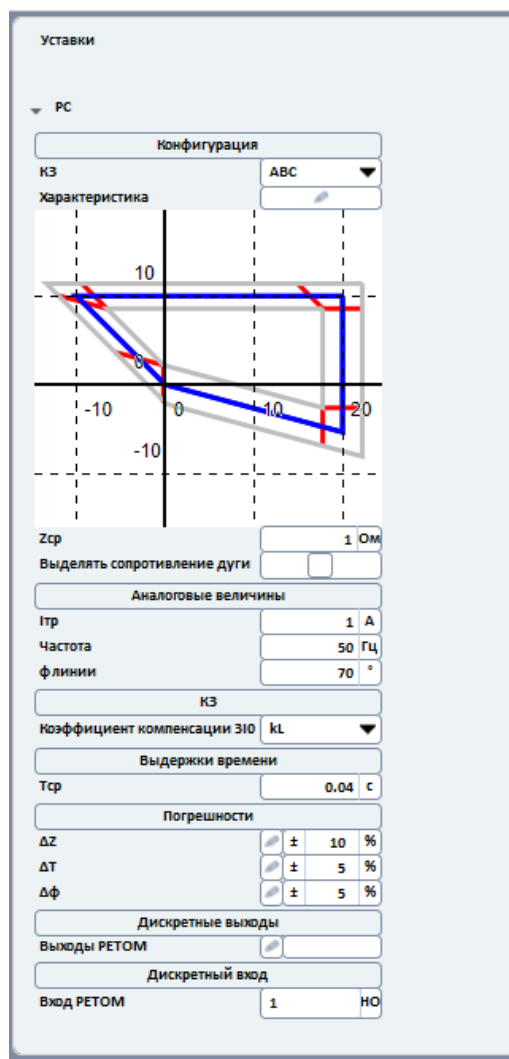 Уставки
РС
Конфигурация
КЗ ABC
Характеристика
10
0
-10 0 10 20
-10
Zср 1 Ом
Выделять сопротивление дуги
Аналоговые величины
Iтр 1 А
Частота 50 Гц
φ линии 70 °
КЗ
Коэффициент компенсации 3I0 kL
Выдержки времени
Тср 0.04 с
Погрешности
ΔZ ± 10 %
ΔT ± 5 %
Δφ ± 5 %
Дискретные выходы
Выходы РЕТОМ
Дискретный вход
Вход РЕТОМ 1 НО